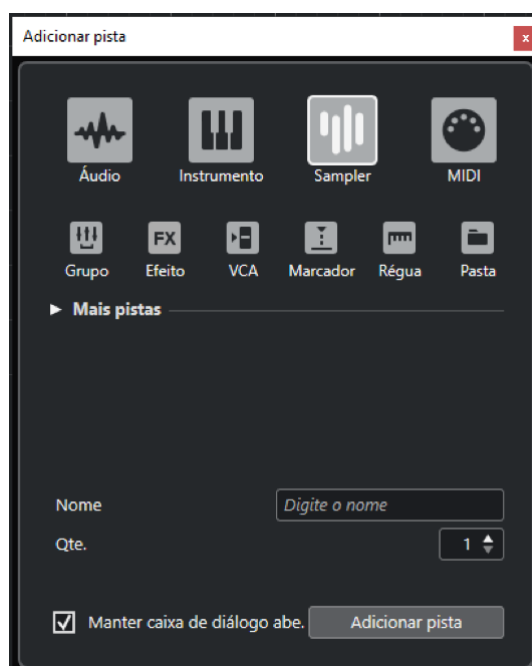 Adicionar pista x
Áudio Instrumento Sampler MIDI
FX
Grupo Efeito VCA Marcador Régua Pasta
Mais pistas
Nome Digite o nome
Qte. 1
Manter caixa de diálogo abe. Adicionar pista